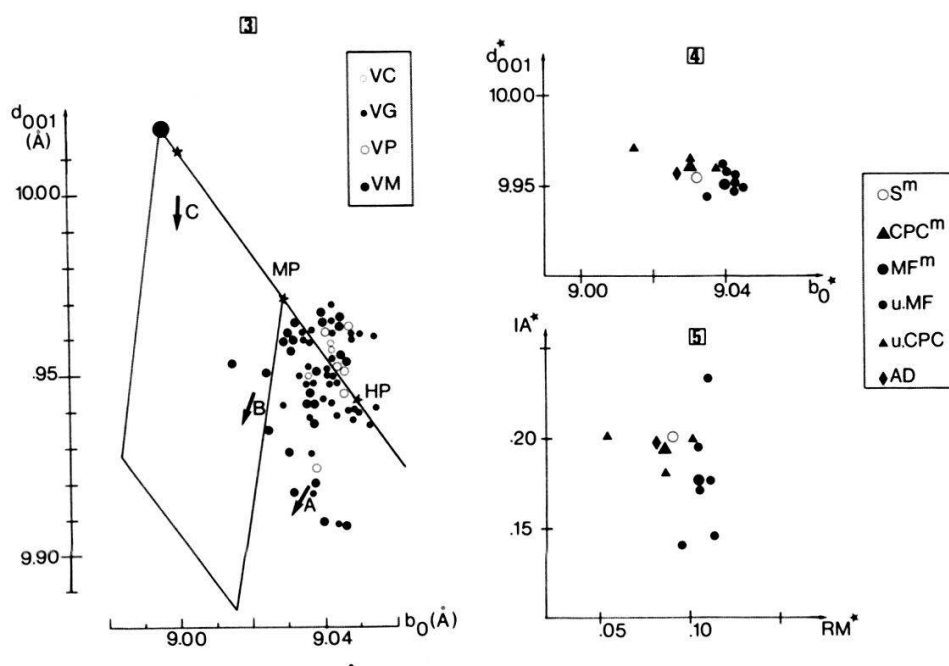 3
d001
(Å)
10.00
.95
9.90
9.00
9.04
b0(Å)
C
MP
HP
B
A
VC
VG
VP
VM
4
d*001
10.00
9.95
9.00
9.04
b0*
5
IA*
.20
.15
.05
.10
RM*
Sm
CPCm
MFm
u.MF
u.CPC
AD